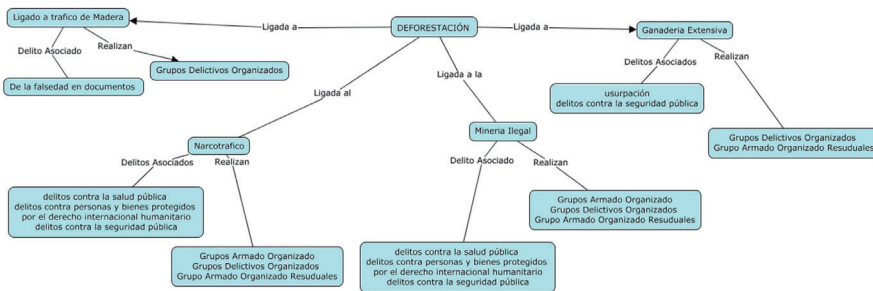 Ligado a trafico de Madera
Ligada a
DEFORESTACIÓN
Ligada a
Ganaderia Extensiva
Delito Asociado
Realizan
Grupos Delictivos Organizados
De la falsedad en documentos
Ligada al
Ligada a la
Delitos Asociados
Realizan
usurpación
delitos contra la seguridad pública
Grupos Delictivos Organizados
Grupo Armado Organizado Resuduales
Narcotrafico
Mineria Ilegal
Delitos Asociados
Realizan
Delito Asociado
Realizan
delitos contra la salud pública
delitos contra personas y bienes protegidos
por el derecho internacional humanitario
delitos contra la seguridad pública
Grupos Armado Organizado
Grupos Delictivos Organizados
Grupo Armado Organizado Resuduales
Grupos Armado Organizado
Grupos Delictivos Organizados
Grupo Armado Organizado Resuduales
delitos contra la salud pública
delitos contra personas y bienes protegidos
por el derecho internacional humanitario
delitos contra la seguridad pública